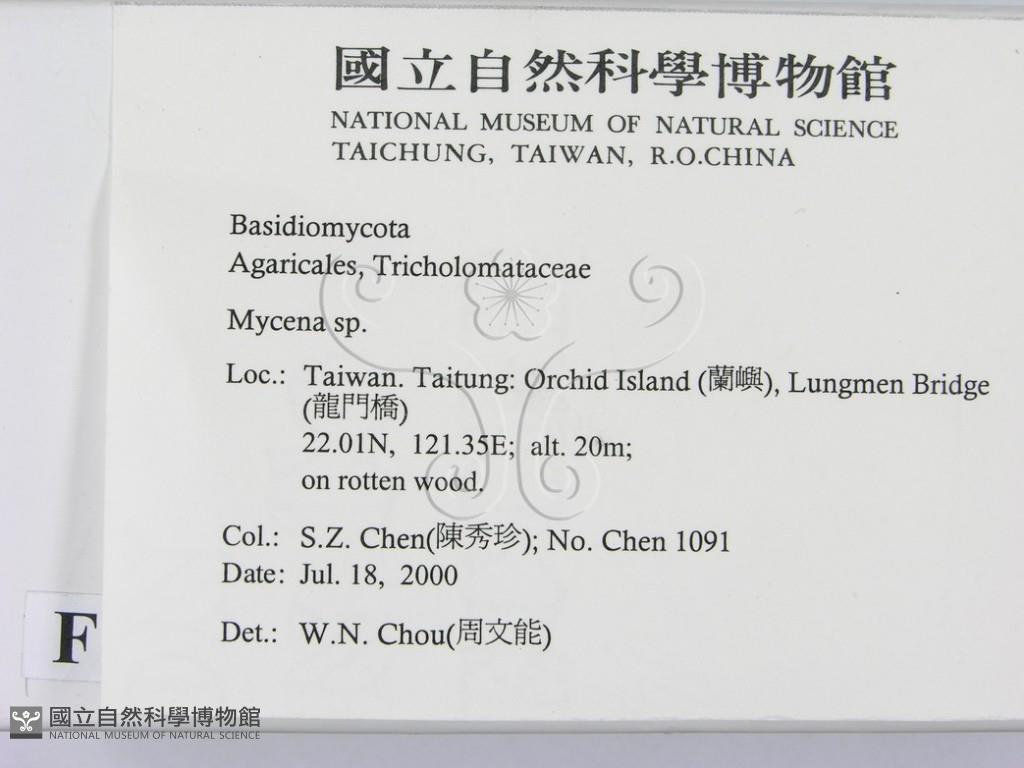 國立自然科學博物館
NATIONAL MUSEUM OF NATURAL SCIENCE
TAICHUNG, TAIWAN, R.O.CHINA
Basidiomycota
Agaricales, Tricholomataceae
Mycena sp.
Loc.: Taiwan. Taitung: Orchid Island (蘭嶼), Lungmen Bridge
(龍門橋)
22.01N, 121.35E; alt. 20m;
on rotten wood.
Col.: S.Z. Chen(陳秀珍); No. Chen 1091
Date: Jul. 18, 2000
Det.: W.N. Chou(周文能)
F
國立自然科學博物館
NATIONAL MUSEUM OF NATURAL SCIENCE